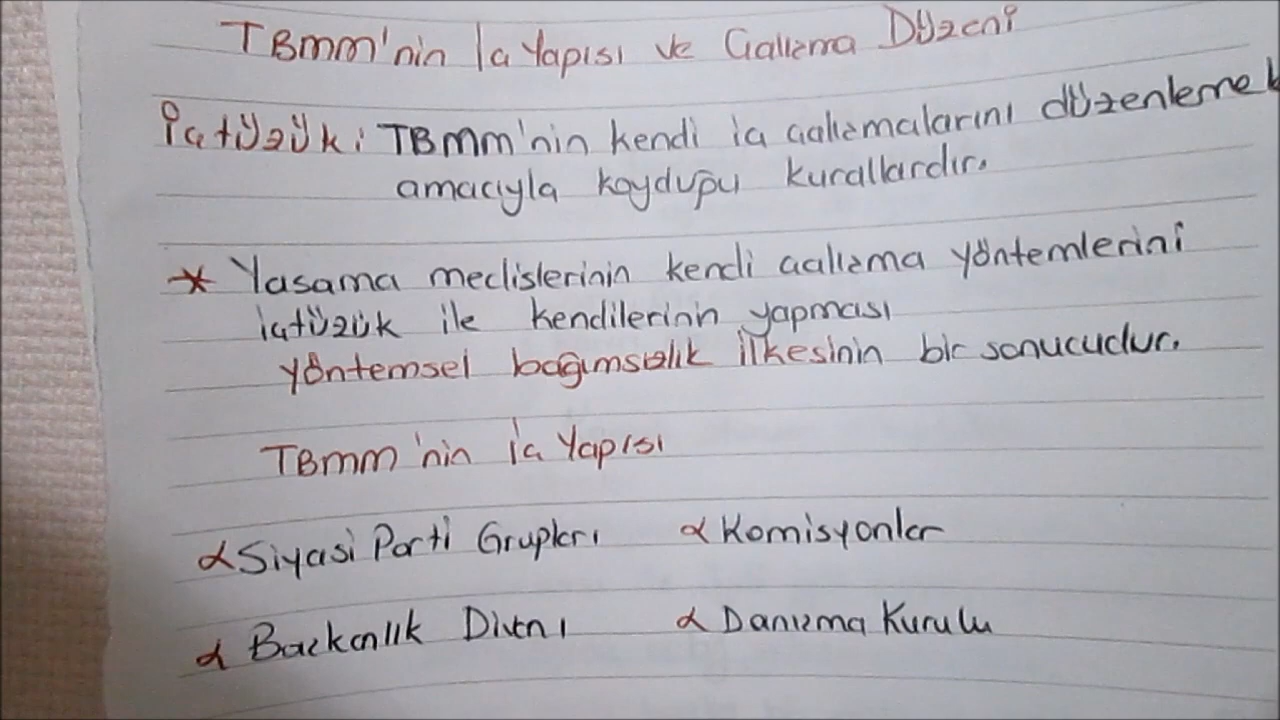 TBMM'nin İç Yapısı ve Çalışma Düzeni
İçtüzük: TBMM'nin kendi iç çalışmalarını düzenlemek
amacıyla koyduğu kurallardır.
* Yasama meclislerinin kendi çalışma yöntemlerini
içtüzük ile kendilerinin yapması
yöntemsel bağımsızlık ilkesinin bir sonucudur.
TBMM'nin İç Yapısı
α Siyasi Parti Grupları α Komisyonlar
α Başkanlık Divanı α Danışma Kurulu